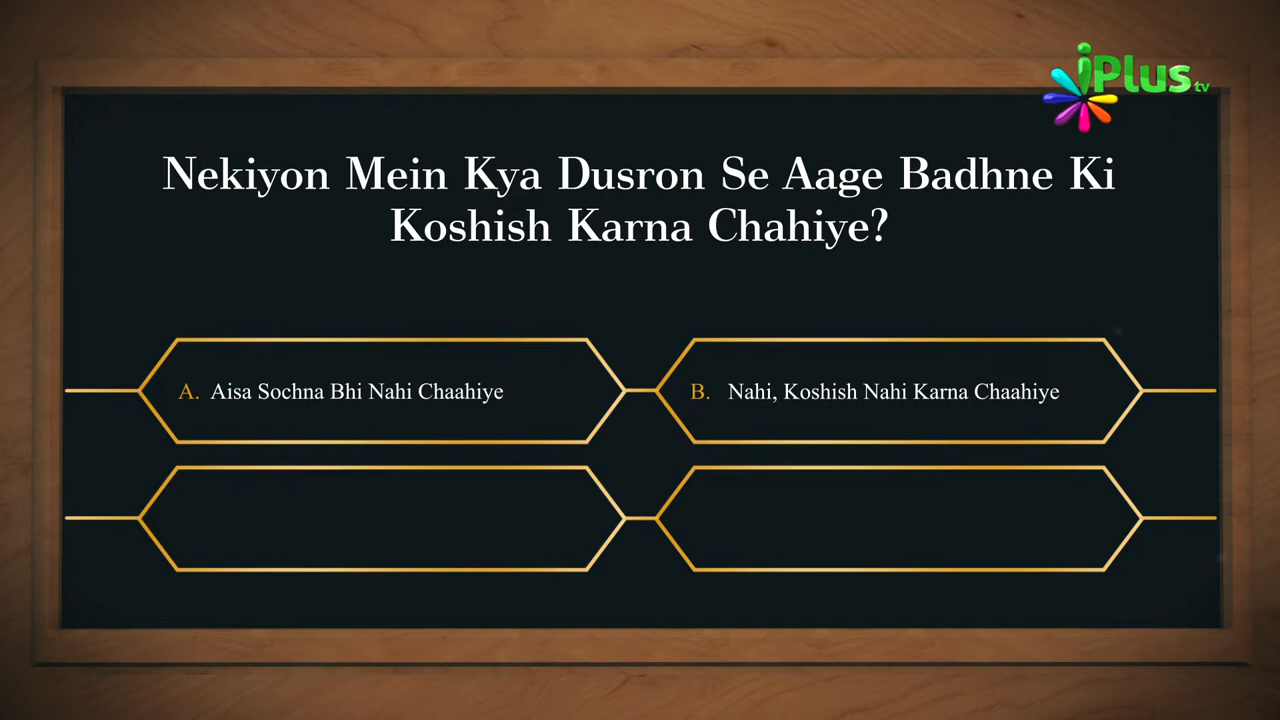 iPlus tv
Nekiyon Mein Kya Dusron Se Aage Badhne Ki
Koshish Karna Chahiye?
A. Aisa Sochna Bhi Nahi Chaahiye
B. Nahi, Koshish Nahi Karna Chaahiye